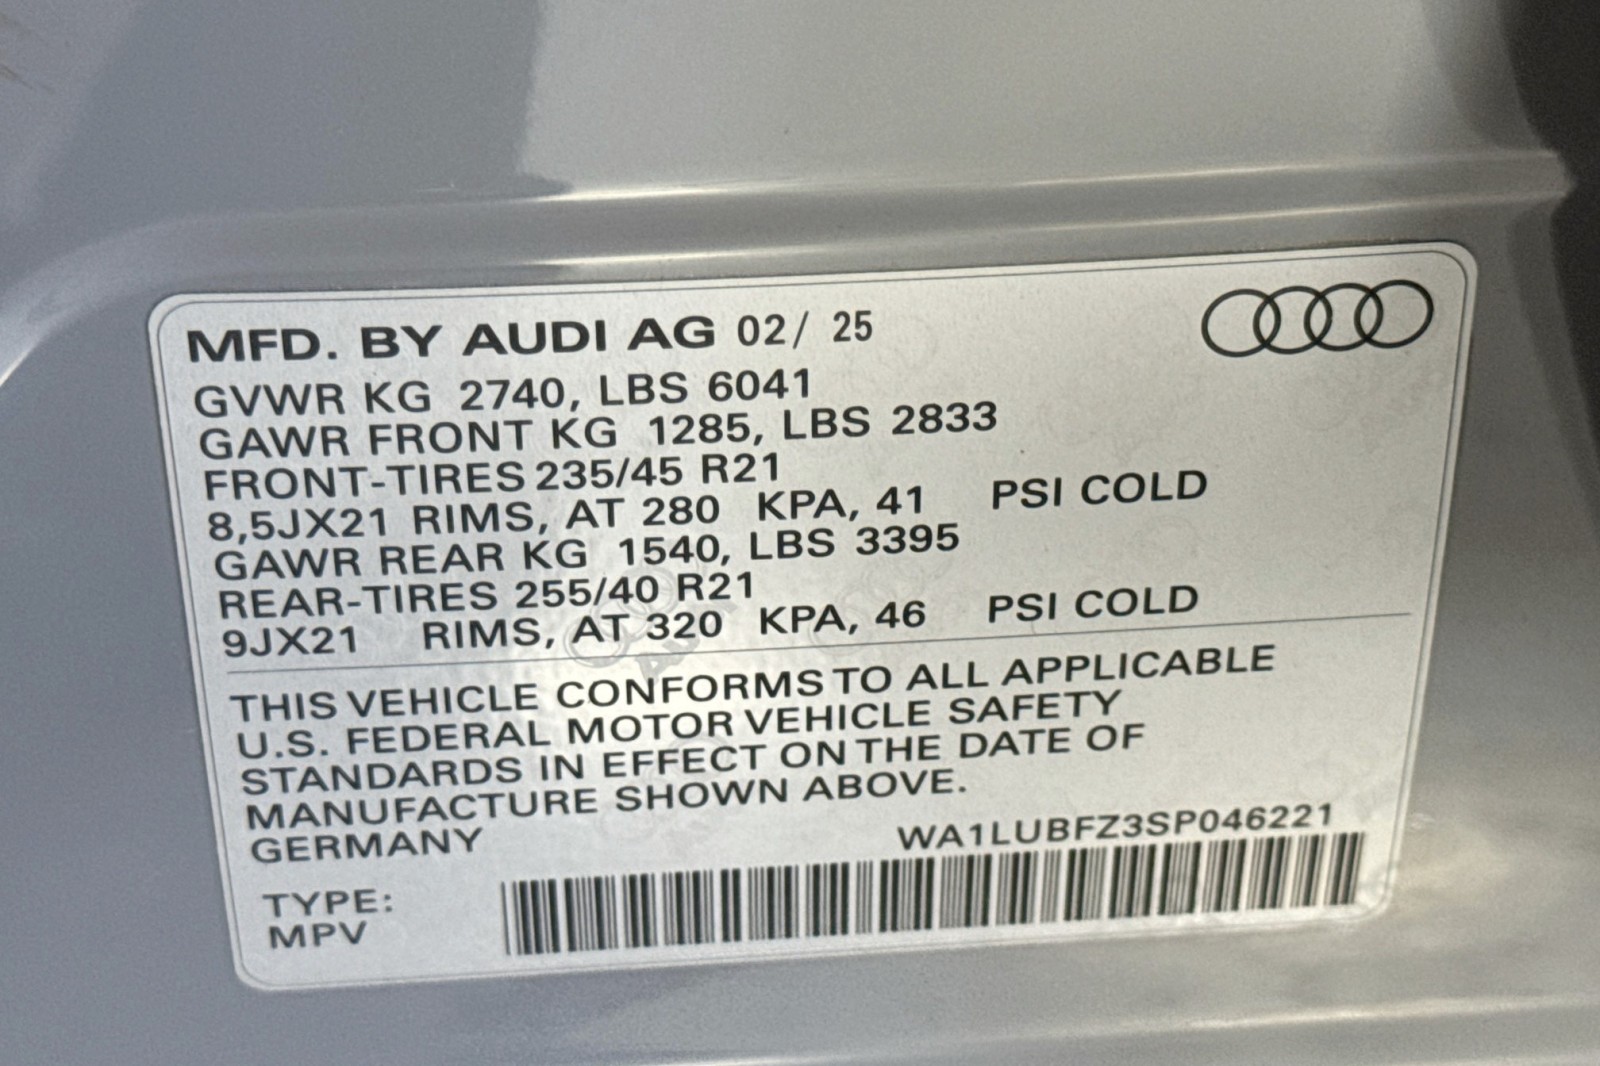 MFD. BY AUDI AG 02/ 25
GVWR KG 2740, LBS 6041
GAWR FRONT KG 1285, LBS 2833
FRONT-TIRES 235/45 R21
8,5JX21 RIMS, AT 280 KPA, 41 PSI COLD
GAWR REAR KG 1540, LBS 3395
REAR-TIRES 255/40 R21
9JX21 RIMS, AT 320 KPA, 46 PSI COLD
THIS VEHICLE CONFORMS TO ALL APPLICABLE
U.S. FEDERAL MOTOR VEHICLE SAFETY
STANDARDS IN EFFECT ON THE DATE OF
MANUFACTURE SHOWN ABOVE.
GERMANY WA1LUBFZ3SP046221
TYPE:
MPV